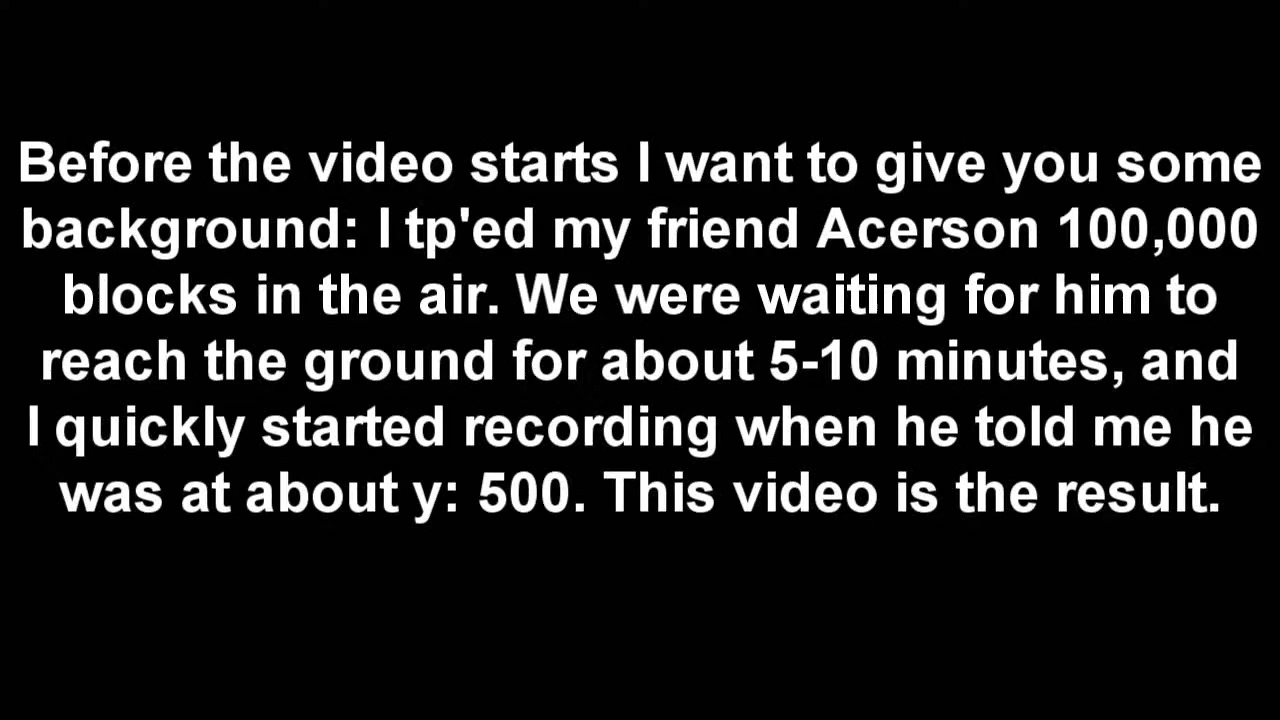 Before the video starts I want to give you some
background: I tp'ed my friend Acerson 100,000
blocks in the air. We were waiting for him to
reach the ground for about 5-10 minutes, and
I quickly started recording when he told me he
was at about y: 500. This video is the result.